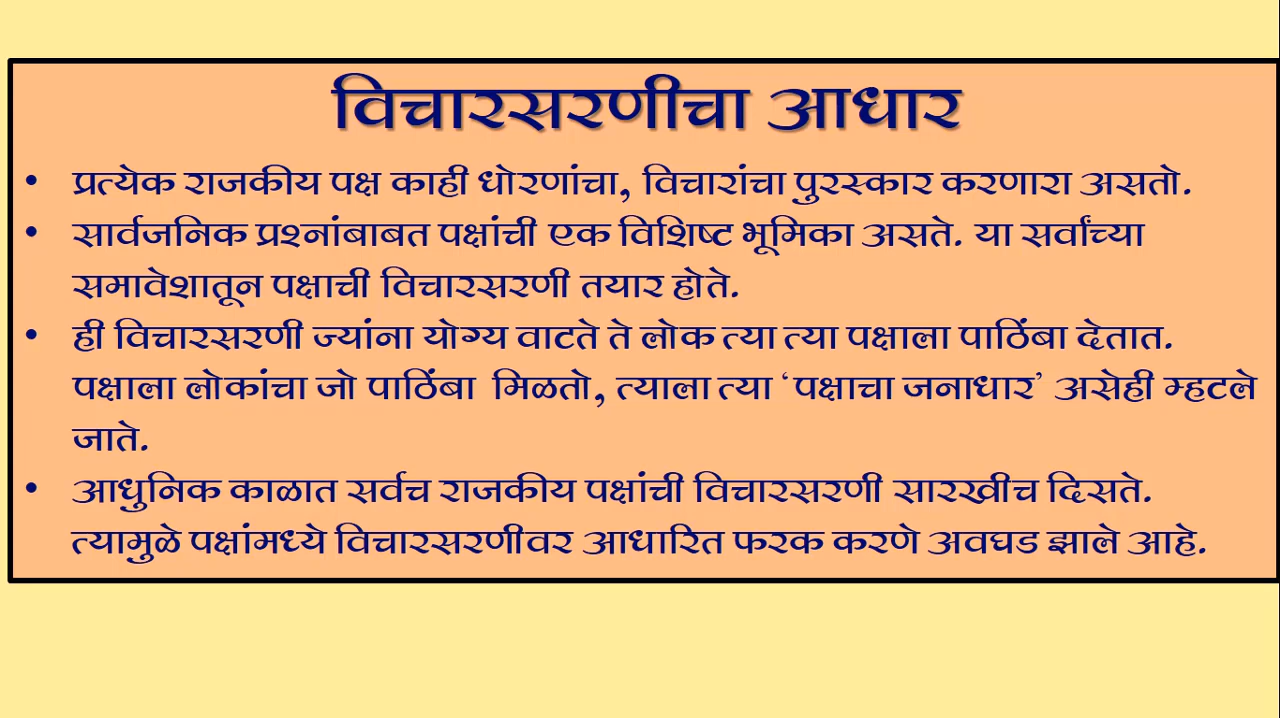 विचारसरणीचा आधार
• प्रत्येक राजकीय पक्ष काही धोरणांचा, विचारांचा पुरस्कार करणारा असतो.
• सार्वजनिक प्रश्नांबाबत पक्षांची एक विशिष्ट भूमिका असते. या सर्वांच्या
समावेशातून पक्षाची विचारसरणी तयार होते.
• ही विचारसरणी ज्यांना योग्य वाटते ते लोक त्या त्या पक्षाला पाठिंबा देतात.
पक्षाला लोकांचा जो पाठिंबा मिळतो, त्याला त्या ‘पक्षाचा जनाधार’ असेही म्हटले
जाते.
• आधुनिक काळात सर्वच राजकीय पक्षांची विचारसरणी सारखीच दिसते.
त्यामुळे पक्षांमध्ये विचारसरणीवर आधारित फरक करणे अवघड झाले आहे.